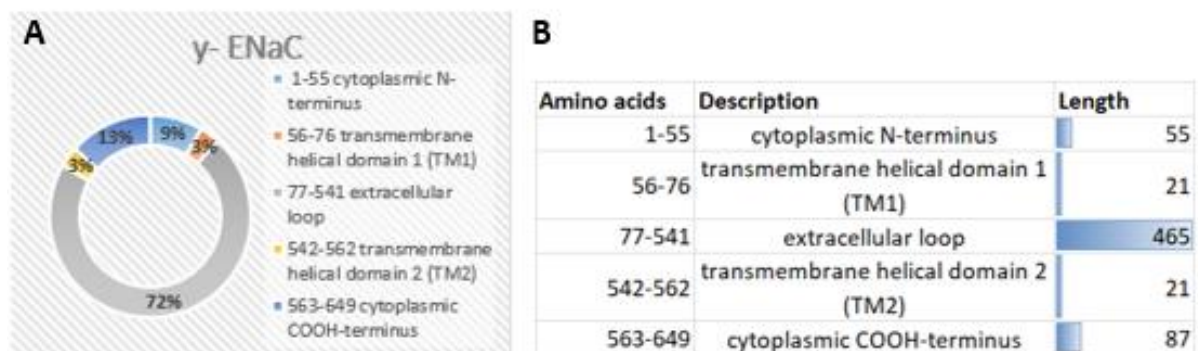 A
y- ENaC
1-55 cytoplasmic N-
terminus
56-76 transmembrane
helical domain 1 (TM1)
77-541 extracellular
loop
542-562 transmembrane
helical domain 2 (TM2)
563-649 cytoplasmic
COOH-terminus
13%
9%
3%
3%
72%
B
Amino acids Description Length
1-55 cytoplasmic N-terminus 55
56-76 transmembrane helical domain 1 21
(TM1)
77-541 extracellular loop 465
542-562 transmembrane helical domain 2 21
(TM2)
563-649 cytoplasmic COOH-terminus 87